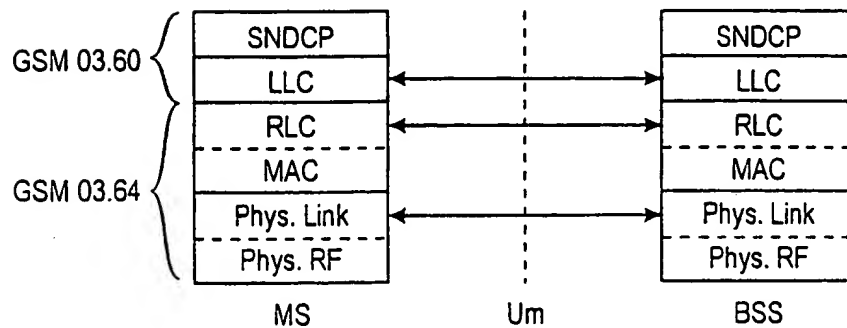 GSM 03.60
GSM 03.64
SNDCP
LLC
RLC
MAC
Phys. Link
Phys. RF
MS
Um
SNDCP
LLC
RLC
MAC
Phys. Link
Phys. RF
BSS